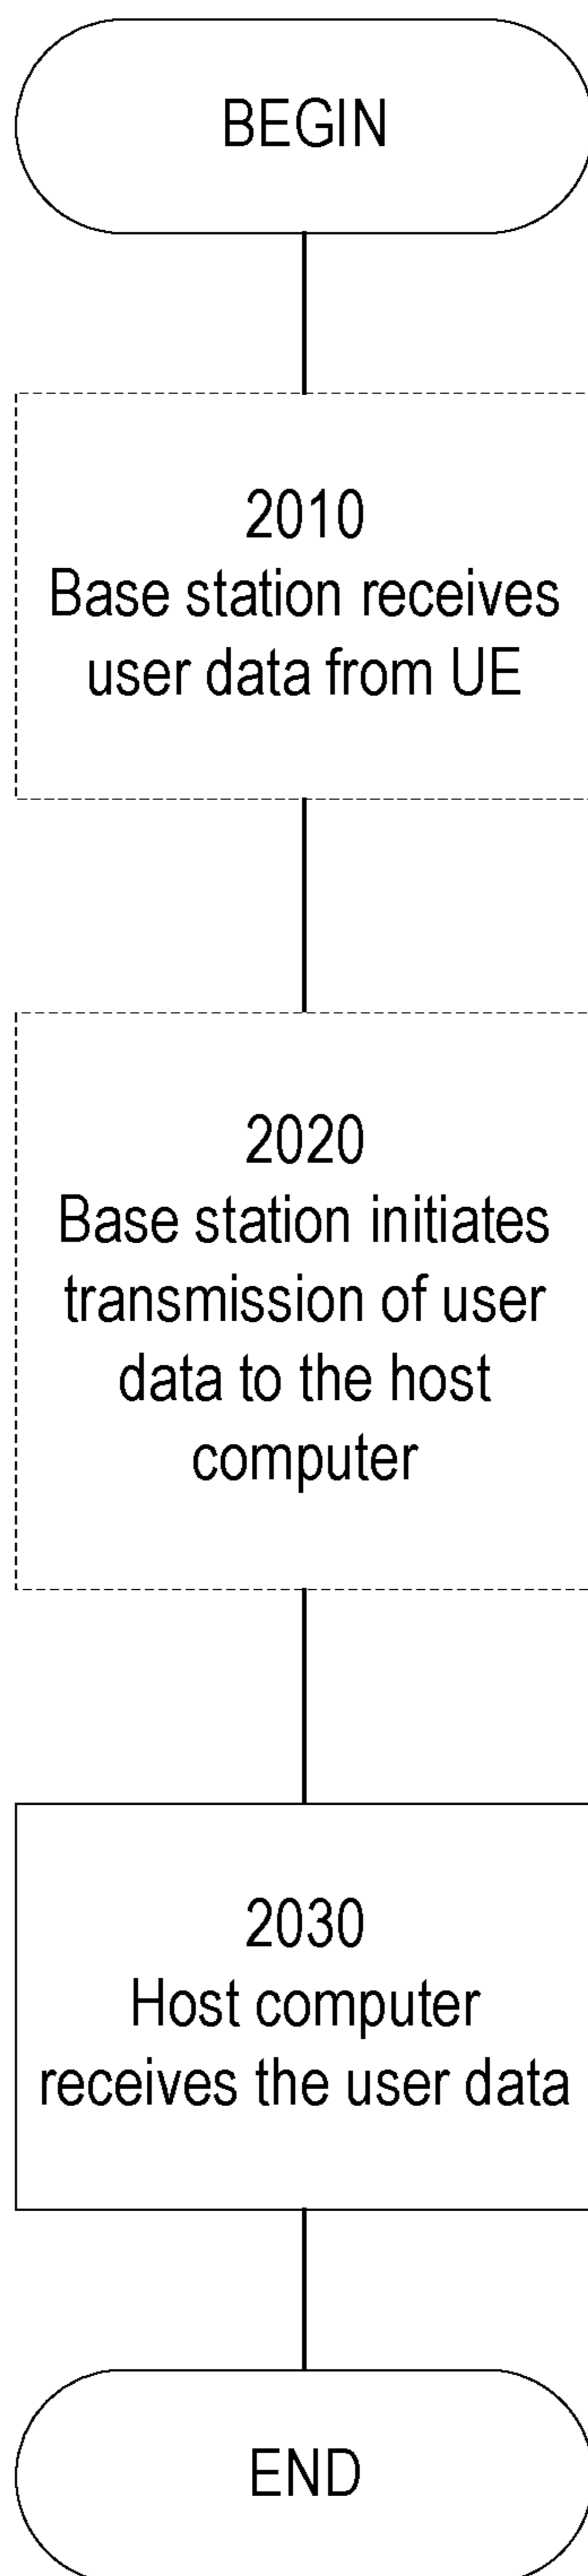 BEGIN
2010
Base station receives
user data from UE
2020
Base station initiates
transmission of user
data to the host
computer
2030
Host computer
receives the user data
END